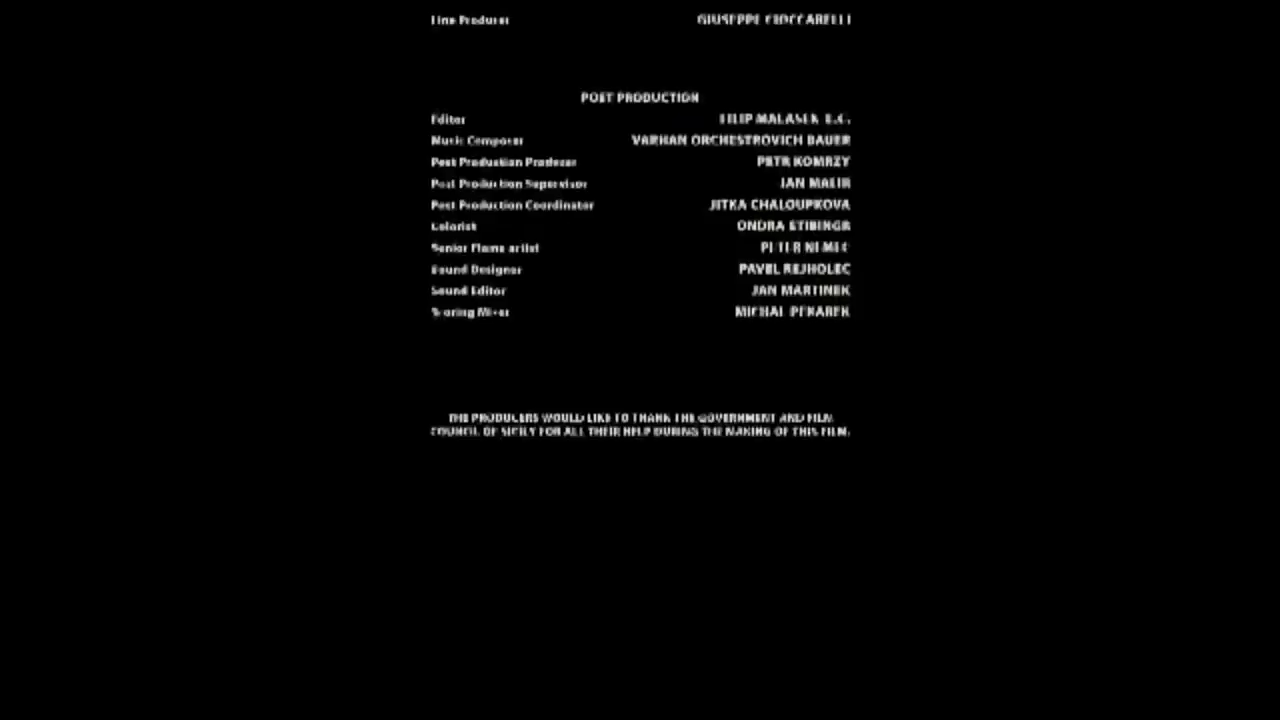 Line Producer GIUSEPPE CIOCCARELLI
POST PRODUCTION
Editor FILIP MALASEK
Music Composer VARHAN ORCHESTROVICH BAUER
Post Production Producer PETR KOMRZY
Post Production Supervisor JAN MALIR
Post Production Coordinator JITKA CHALOUPKOVA
Colorist ONDRA STIBINGR
Senior Flame artist PETER NEMEC
Sound Designer PAVEL REJHOLEC
Sound Editor JAN MARTINEK
Scoring Mixer MICHAL PEKAREK
THE PRODUCERS WOULD LIKE TO THANK THE GOVERNMENT AND FILM
COUNCIL OF SICILY FOR ALL THEIR HELP DURING THE MAKING OF THIS FILM.